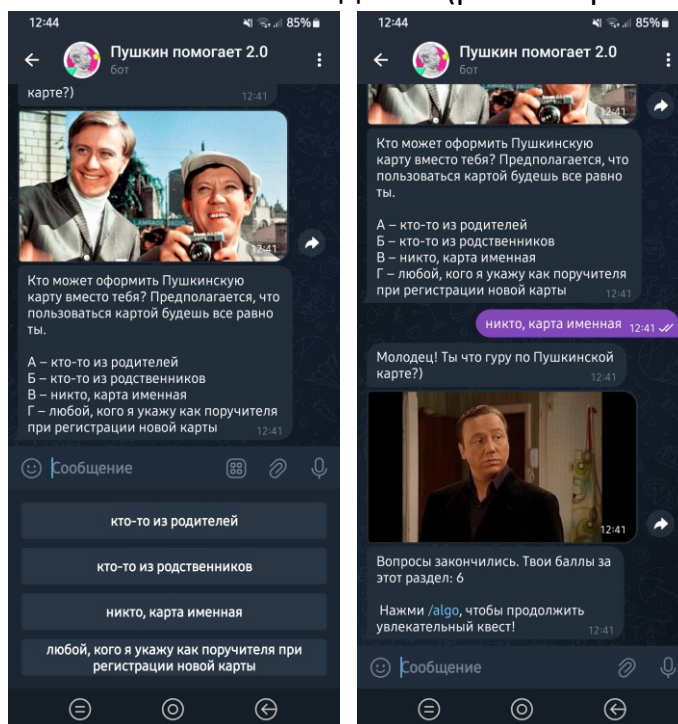 12:44
85%
Пушкин помогает 2.0
бот
карте?)
12:41
12:41
Кто может оформить Пушкинскую
карту вместо тебя? Предполагается, что
пользоваться картой будешь все равно
ты.
А – кто-то из родителей
Б – кто-то из родственников
В – никто, карта именная
Г – любой, кого я укажу как поручителя
при регистрации новой карты
12:41
Сообщение
кто-то из родителей
кто-то из родственников
никто, карта именная
любой, кого я укажу как поручителя при
регистрации новой карты
12:44
85%
Пушкин помогает 2.0
бот
12:41
Кто может оформить Пушкинскую
карту вместо тебя? Предполагается, что
пользоваться картой будешь все равно
ты.
А – кто-то из родителей
Б – кто-то из родственников
В – никто, карта именная
Г – любой, кого я укажу как поручителя
при регистрации новой карты
12:41
никто, карта именная 12:41
Молодец! Ты что гуру по Пушкинской
карте?)
12:41
12:41
Вопросы закончились. Твои баллы за
этот раздел: 6
Нажми /algo, чтобы продолжить
увлекательный квест!
12:41
Сообщение